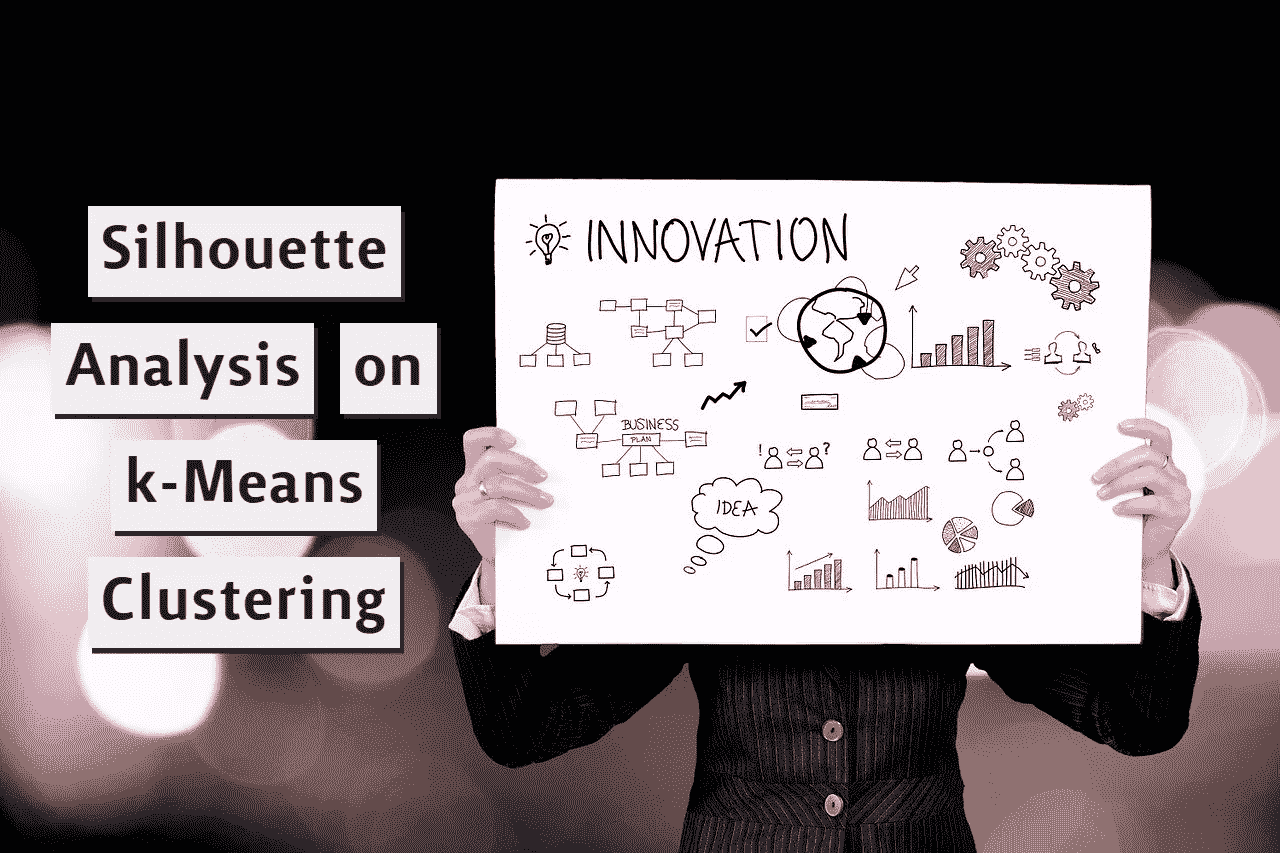 Silhouette
Analysis on
k-Means
Clustering
INNOVATION
BUSINESS
PLAN
! ?
IDEA